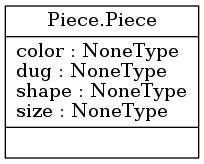 Piece.Piece
color : NoneType
dug : NoneType
shape : NoneType
size : NoneType